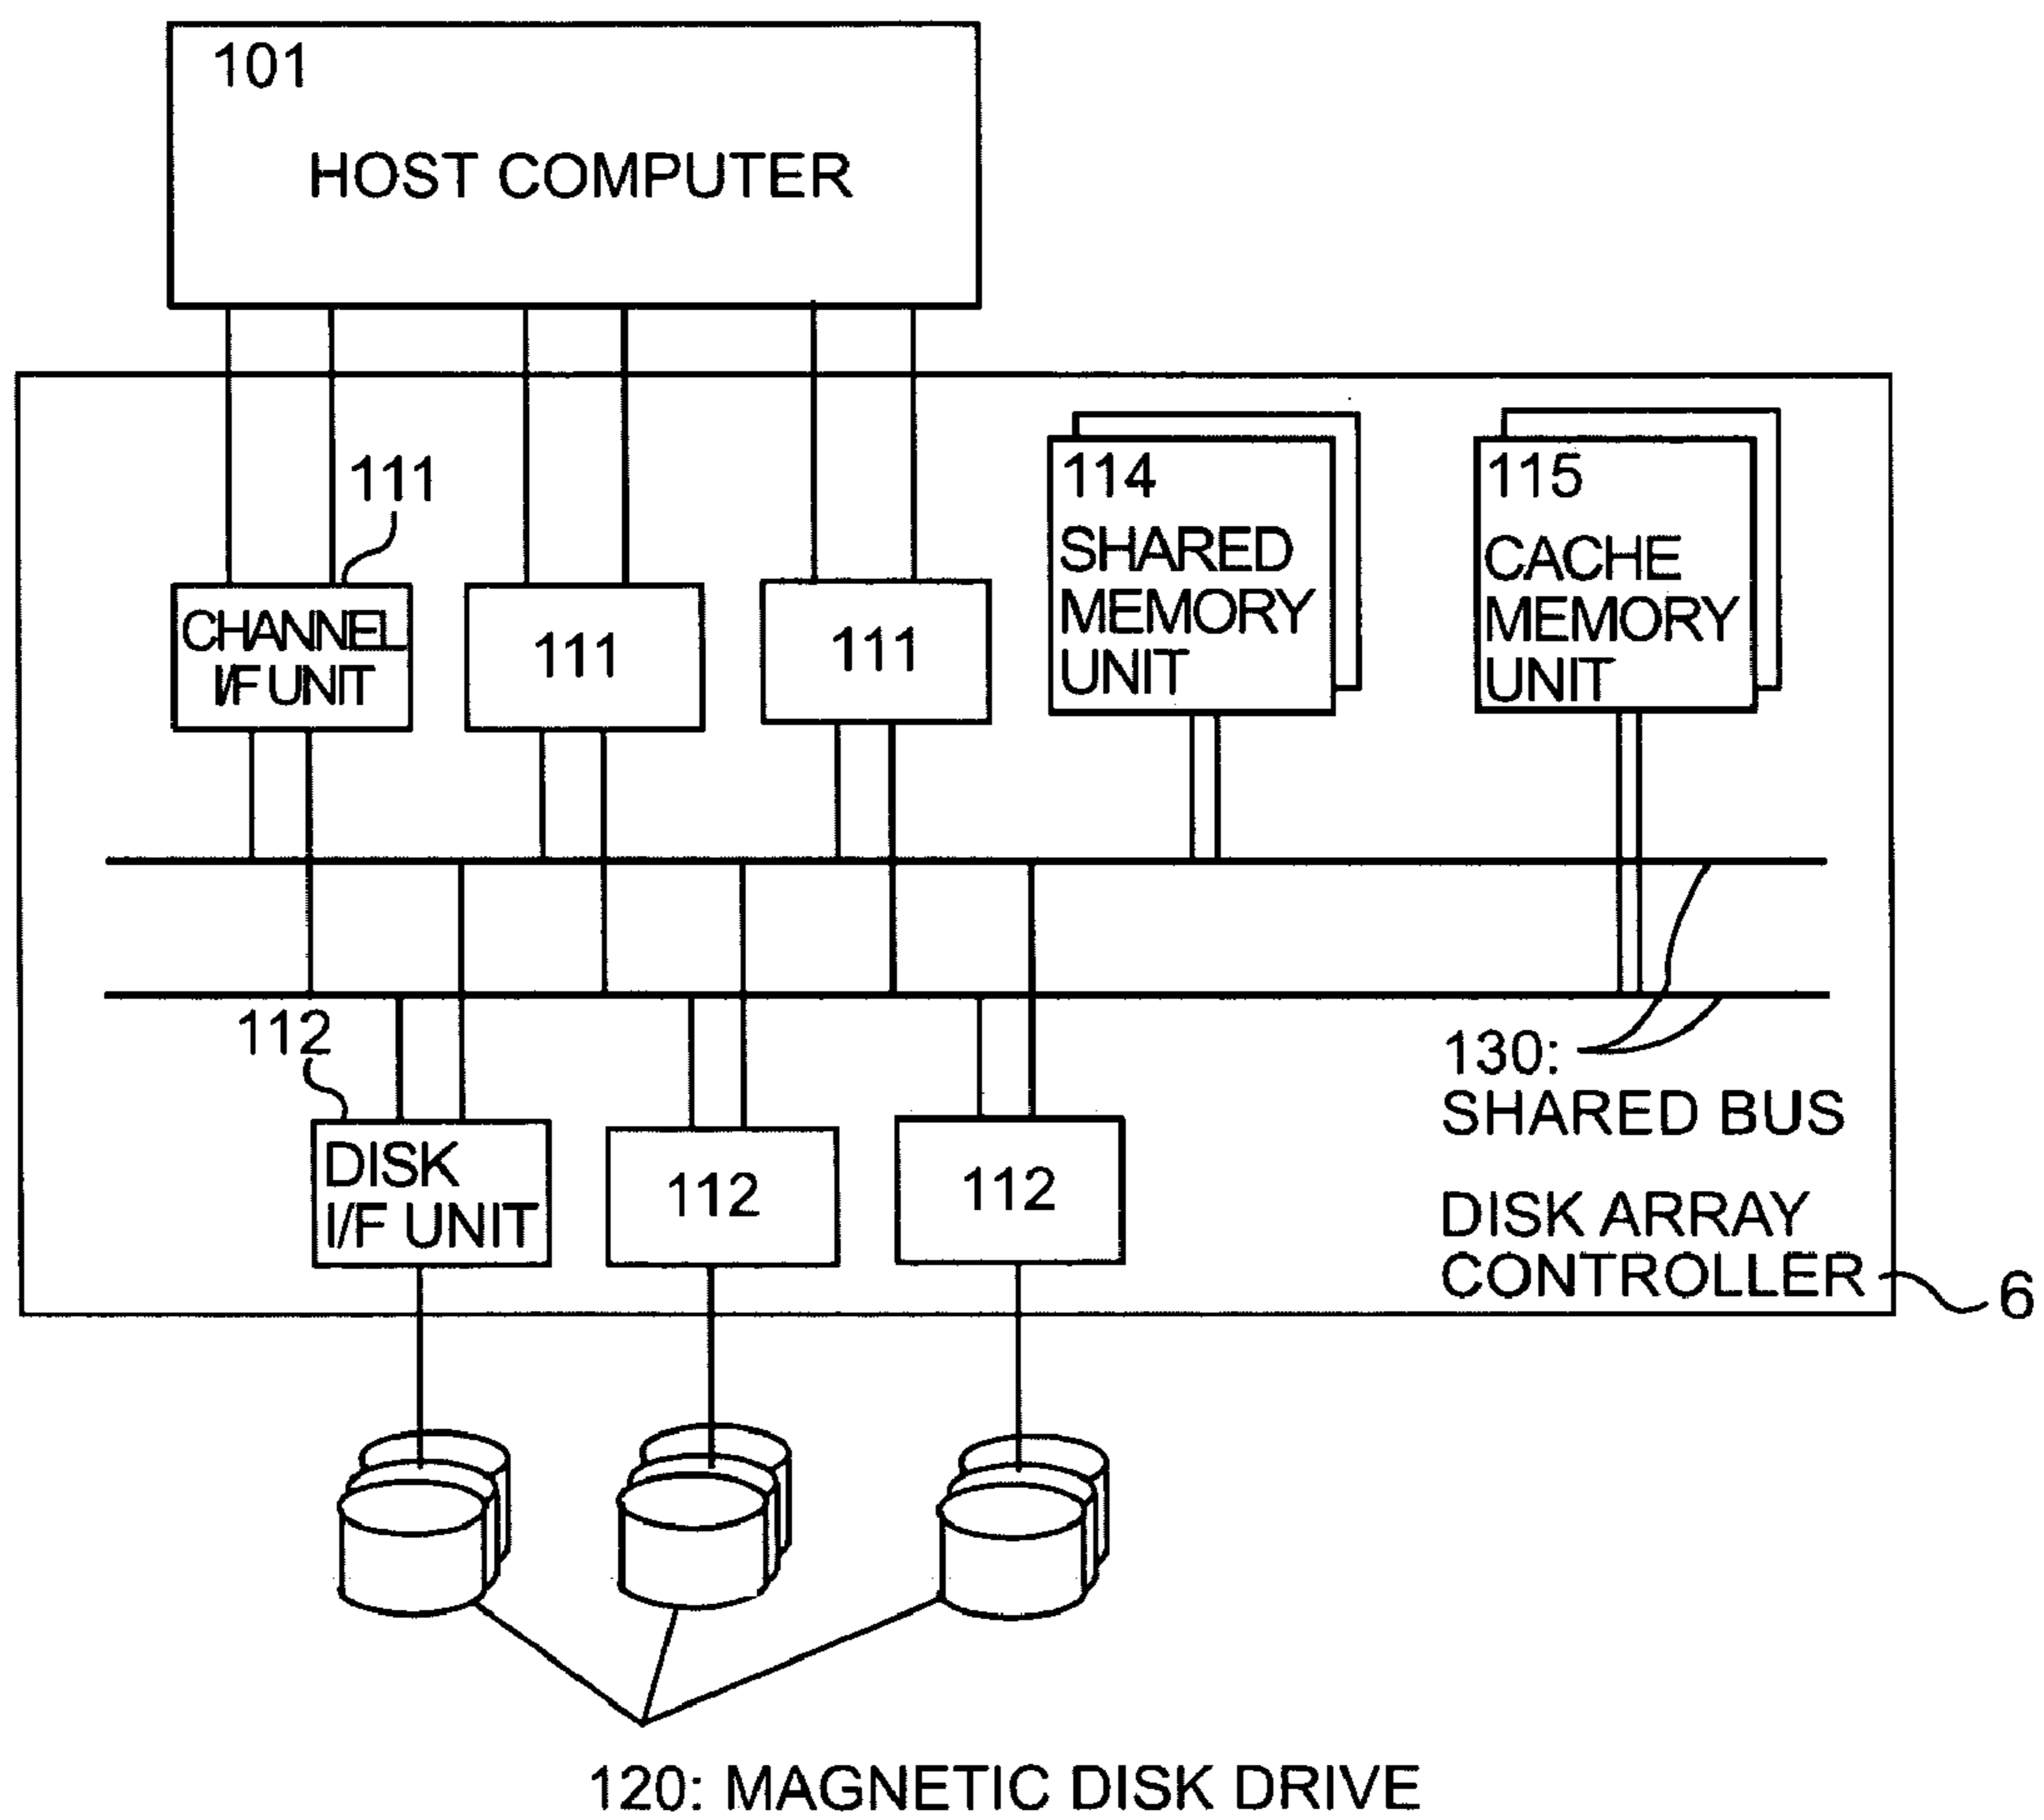 101
HOST COMPUTER
111
CHANNEL
I/F UNIT
111
111
114
SHARED
MEMORY
UNIT
115
CACHE
MEMORY
UNIT
112
DISK
I/F UNIT
112
112
130:
SHARED BUS
DISK ARRAY
CONTROLLER
6
120: MAGNETIC DISK DRIVE